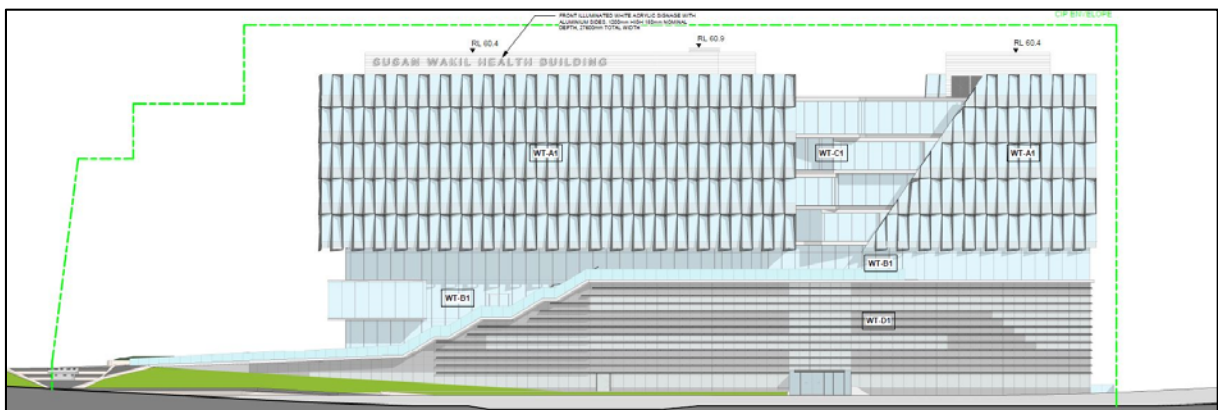 FRONT ILLUMINATED WHITE ACRYLIC SIGNAGE WITH
ALUMINIUM SIDES. 1200mm HIGH 150mm NOMINAL
DEPTH, 27600mm TOTAL WIDTH
CIP ENVELOPE
RL 60.4
RL 60.9
RL 60.4
SUSAN WAKIL HEALTH BUILDING
WT-A1
WT-C1
WT-A1
WT-B1
WT-B1
WT-D1